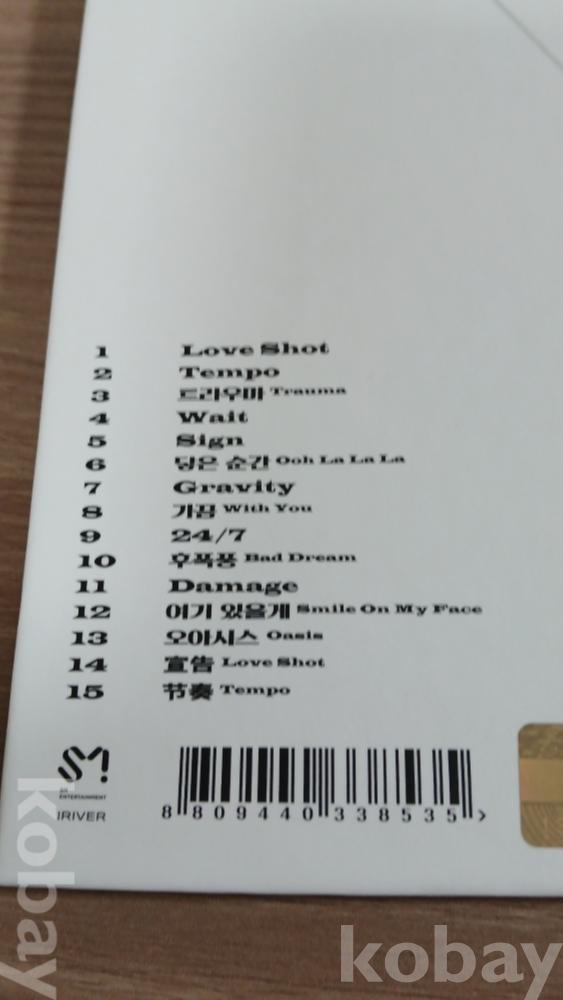 1 Love Shot
2 Tempo
3 트라우마 Trauma
4 Wait
5 Sign
6 닿은 순간 Ooh La La La
7 Gravity
8 가끔 With You
9 24/7
10 후폭풍 Bad Dream
11 Damage
12 여기 있을게 Smile On My Face
13 오아시스 Oasis
14 宣告 Love Shot
15 节奏 Tempo
SM
SM
ENTERTAINMENT
IRIVER
8 809440 338535 >
kobay
kobay